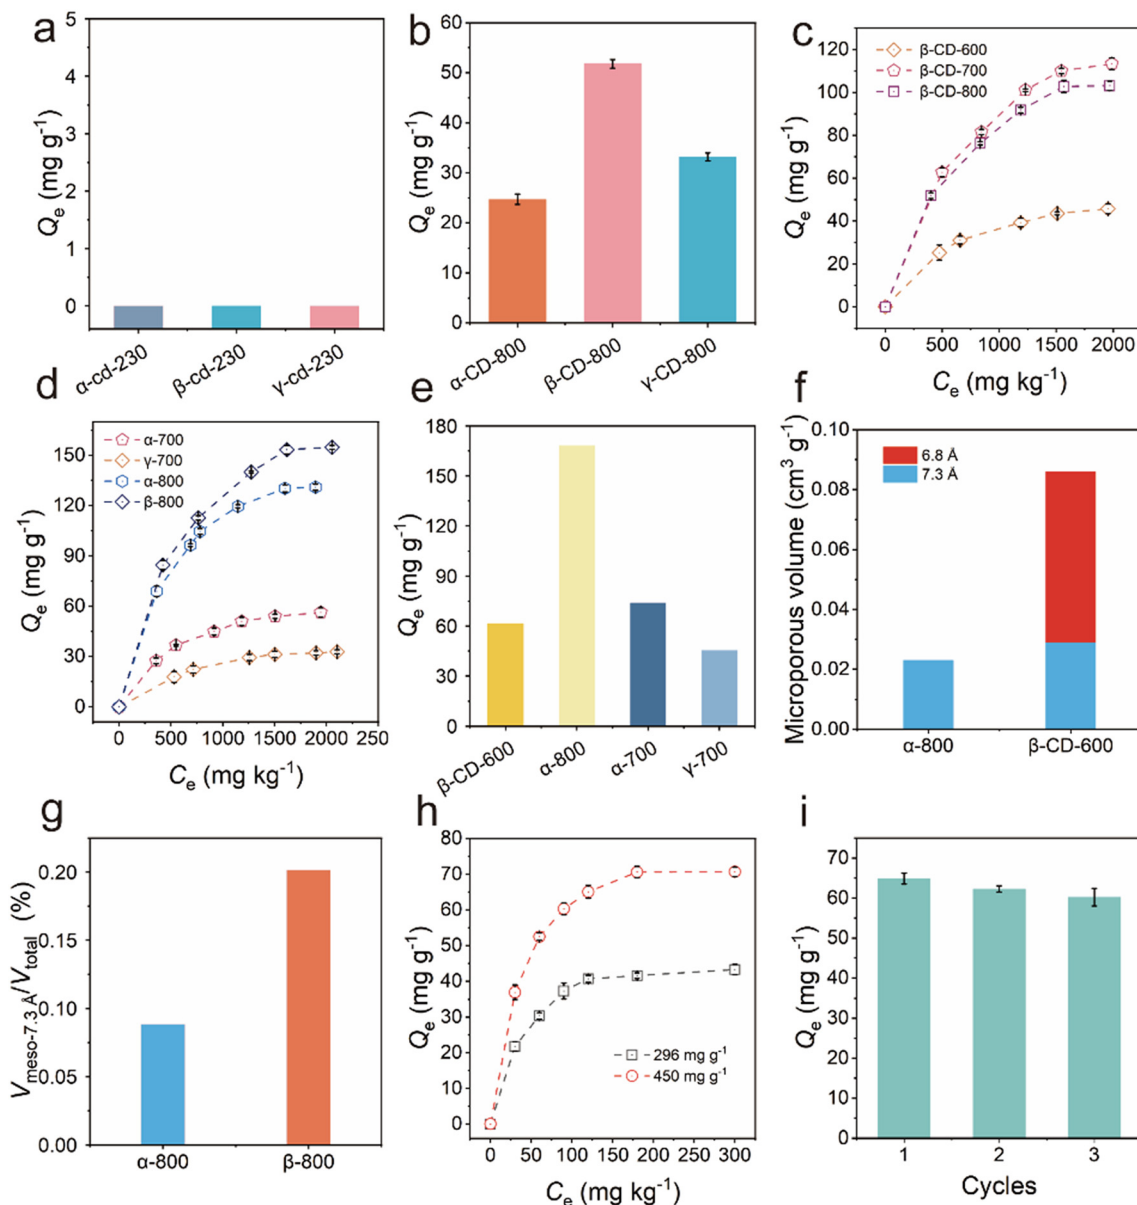 a
5
4
3
2
1
0
Qe (mg g⁻¹)
α-cd-230
β-cd-230
γ-cd-230
b
60
50
40
30
20
10
0
Qe (mg g⁻¹)
α-CD-800
β-CD-800
γ-CD-800
c
β-CD-600
β-CD-700
β-CD-800
120
100
80
60
40
20
0
Qe (mg g⁻¹)
0 500 1000 1500 2000
Ce (mg kg⁻¹)
d
α-700
γ-700
α-800
β-800
150
120
90
60
30
0
Qe (mg g⁻¹)
0 500 1000 1500 2000 250
Ce (mg kg⁻¹)
e
180
150
120
90
60
30
0
Qe (mg g⁻¹)
β-CD-600
α-800
α-700
γ-700
f
6.8 Å
7.3 Å
0.10
0.08
0.06
0.04
0.02
0.00
Microporous volume (cm³ g⁻¹)
α-800 β-CD-600
g
0.20
0.15
0.10
0.05
0.00
Vmeso-7.3 Å/Vtotal (%)
α-800 β-800
h
80
70
60
50
40
30
20
10
0
Qe (mg g⁻¹)
296 mg g⁻¹
450 mg g⁻¹
0 50 100 150 200 250 300
Ce (mg kg⁻¹)
i
70
60
50
40
30
20
10
0
Qe (mg g⁻¹)
1 2 3
Cycles